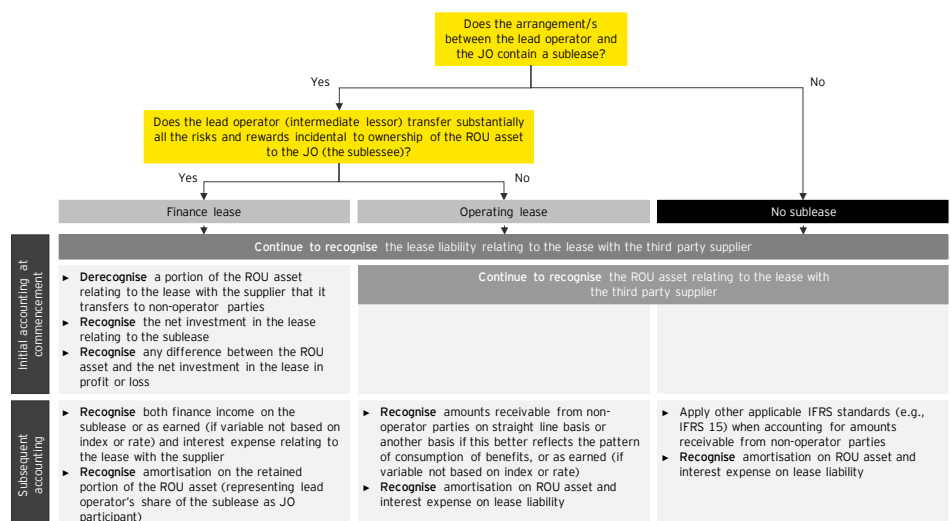 Does the arrangement/s
between the lead operator and
the JO contain a sublease?
Yes
No
Does the lead operator (intermediate lessor) transfer substantially
all the risks and rewards incidental to ownership of the ROU asset
to the JO (the sublessee)?
Yes
No
Finance lease
Operating lease
No sublease
Initial accounting at
commencement
Continue to recognise the lease liability relating to the lease with the third party supplier
► Derecognise a portion of the ROU asset
relating to the lease with the supplier that it
transfers to non-operator parties
► Recognise the net investment in the lease
relating to the sublease
► Recognise any difference between the ROU
asset and the net investment in the lease in
profit or loss
Continue to recognise the ROU asset relating to the lease with
the third party supplier
Subsequent
accounting
► Recognise both finance income on the
sublease or as earned (if variable not based on
index or rate) and interest expense relating to
the lease with the supplier
► Recognise amortisation on the retained
portion of the ROU asset (representing lead
operator's share of the sublease as JO
participant)
► Recognise amounts receivable from non-
operator parties on straight line basis or
another basis if this better reflects the pattern
of consumption of benefits, or as earned (if
variable not based on index or rate)
► Recognise amortisation on ROU asset and
interest expense on lease liability
► Apply other applicable IFRS standards (e.g.,
IFRS 15) when accounting for amounts
receivable from non-operator parties
► Recognise amortisation on ROU asset and
interest expense on lease liability